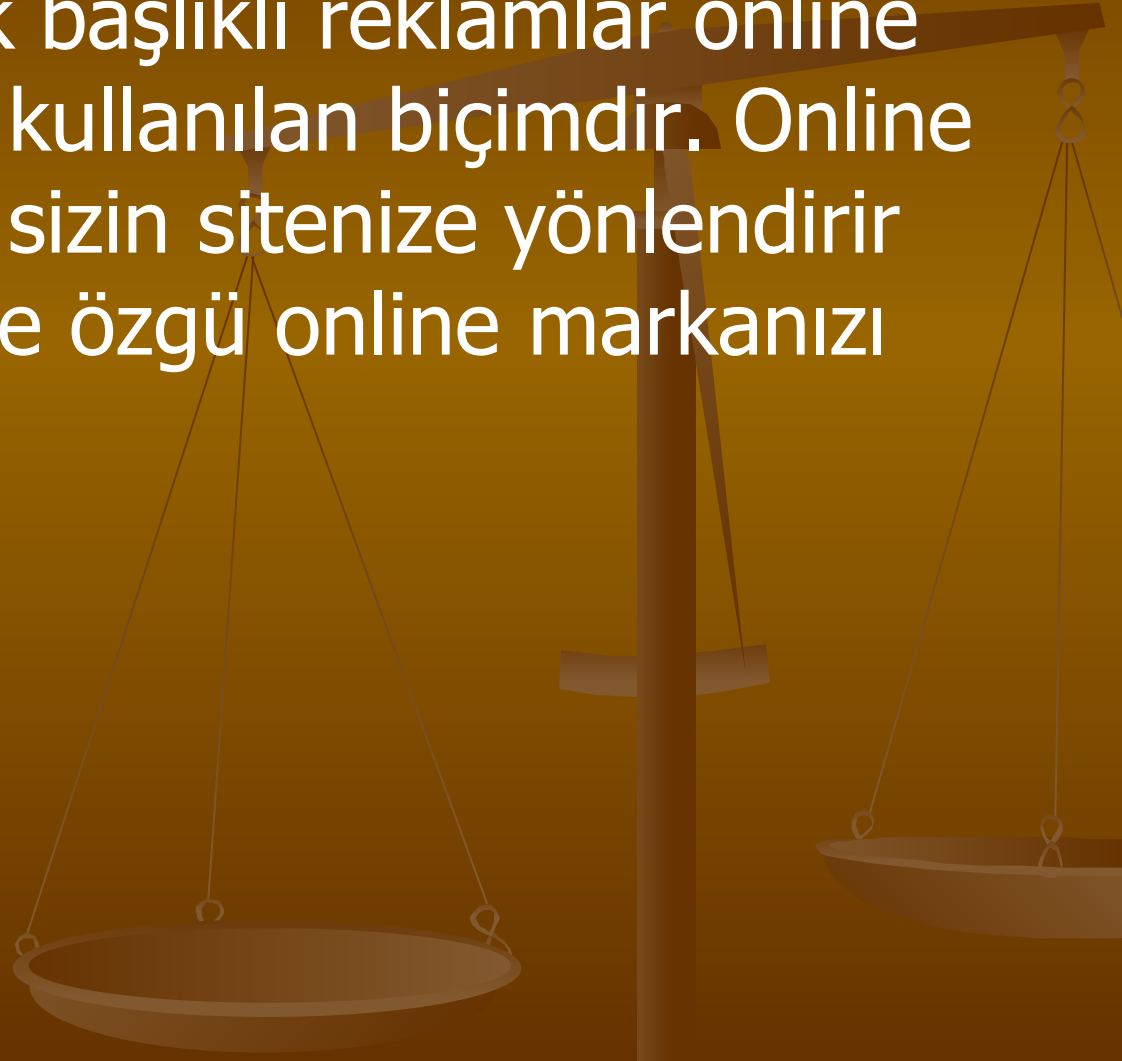 k başlıklı reklamlar online
kullanılan biçimdir. Online
sizin sitenize yönlendirir
e özgü online markanızı